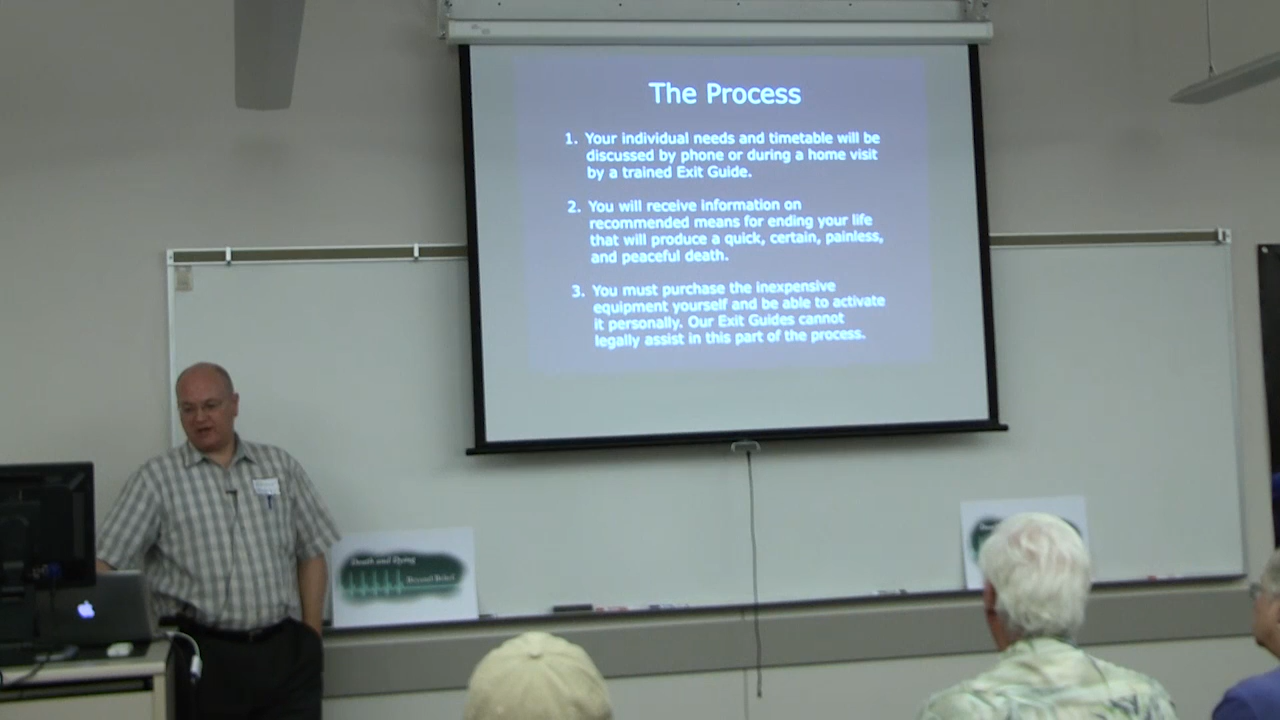 The Process
1. Your individual needs and timetable will be
discussed by phone or during a home visit
by a trained Exit Guide.
2. You will receive information on
recommended means for ending your life
that will produce a quick, certain, painless,
and peaceful death.
3. You must purchase the inexpensive
equipment yourself and be able to activate
it personally. Our Exit Guides cannot
legally assist in this part of the process.
Death and Dying
Beyond Belief